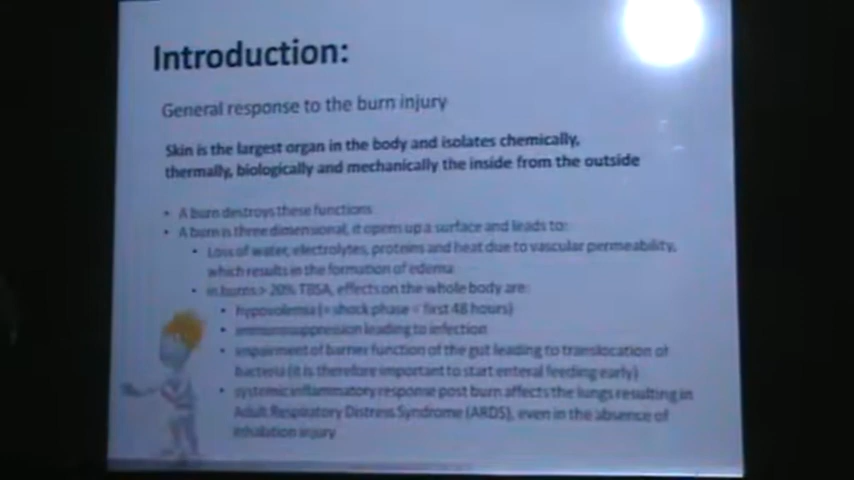 Introduction:
General response to the burn injury
Skin is the largest organ in the body and isolates chemically,
thermally, biologically and mechanically the inside from the outside
• A burn destroys these functions
• A burn is three dimensional, it opens up a surface and leads to:
• Loss of water, electrolytes, proteins and heat due to vascular permeability,
which results in the formation of edema
• In burns > 20% TBSA, effects on the whole body are:
• hypovolemia (= shock phase = first 48 hours)
• immunosuppression leading to infection
• impairment of barrier function of the gut leading to translocation of
bacteria (it is therefore important to start enteral feeding early)
• systemic inflammatory response post burn affects the lungs resulting in
Adult Respiratory Distress Syndrome (ARDS), even in the absence of
inhalation injury